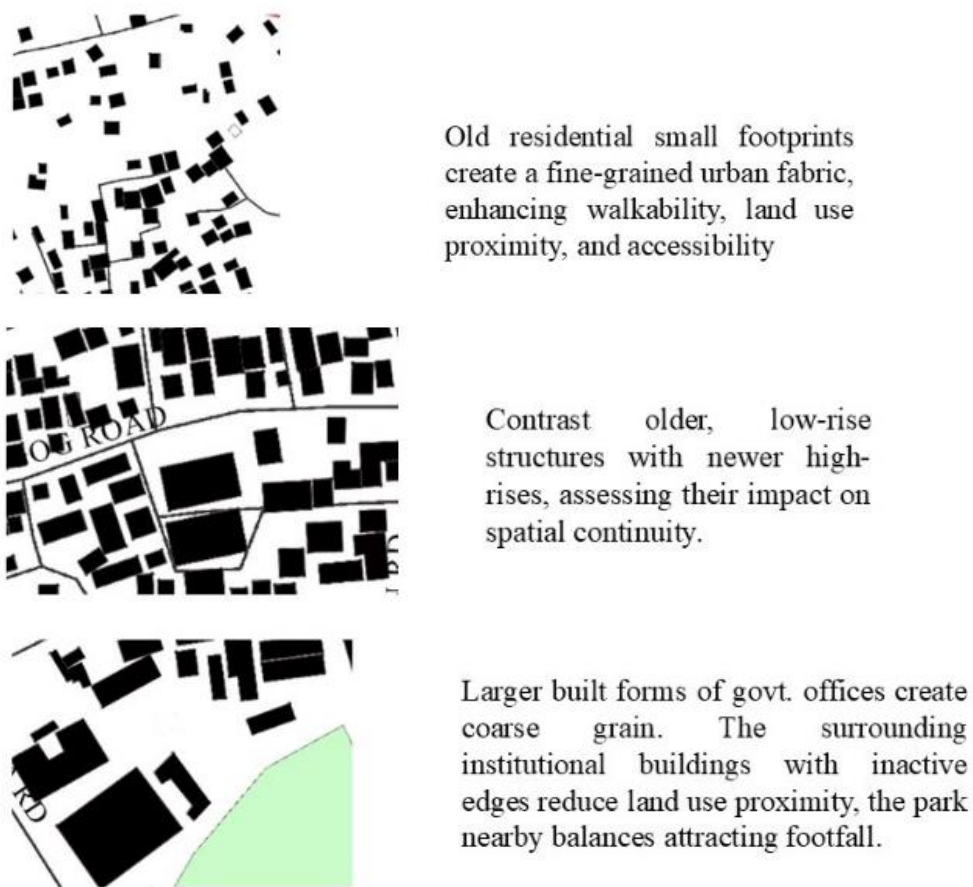 Old residential small footprints
create a fine-grained urban fabric,
enhancing walkability, land use
proximity, and accessibility
OG ROAD
Contrast older, low-rise
structures with newer high-
rises, assessing their impact on
spatial continuity.
RD
Larger built forms of govt. offices create
coarse grain. The surrounding
institutional buildings with inactive
edges reduce land use proximity, the park
nearby balances attracting footfall.